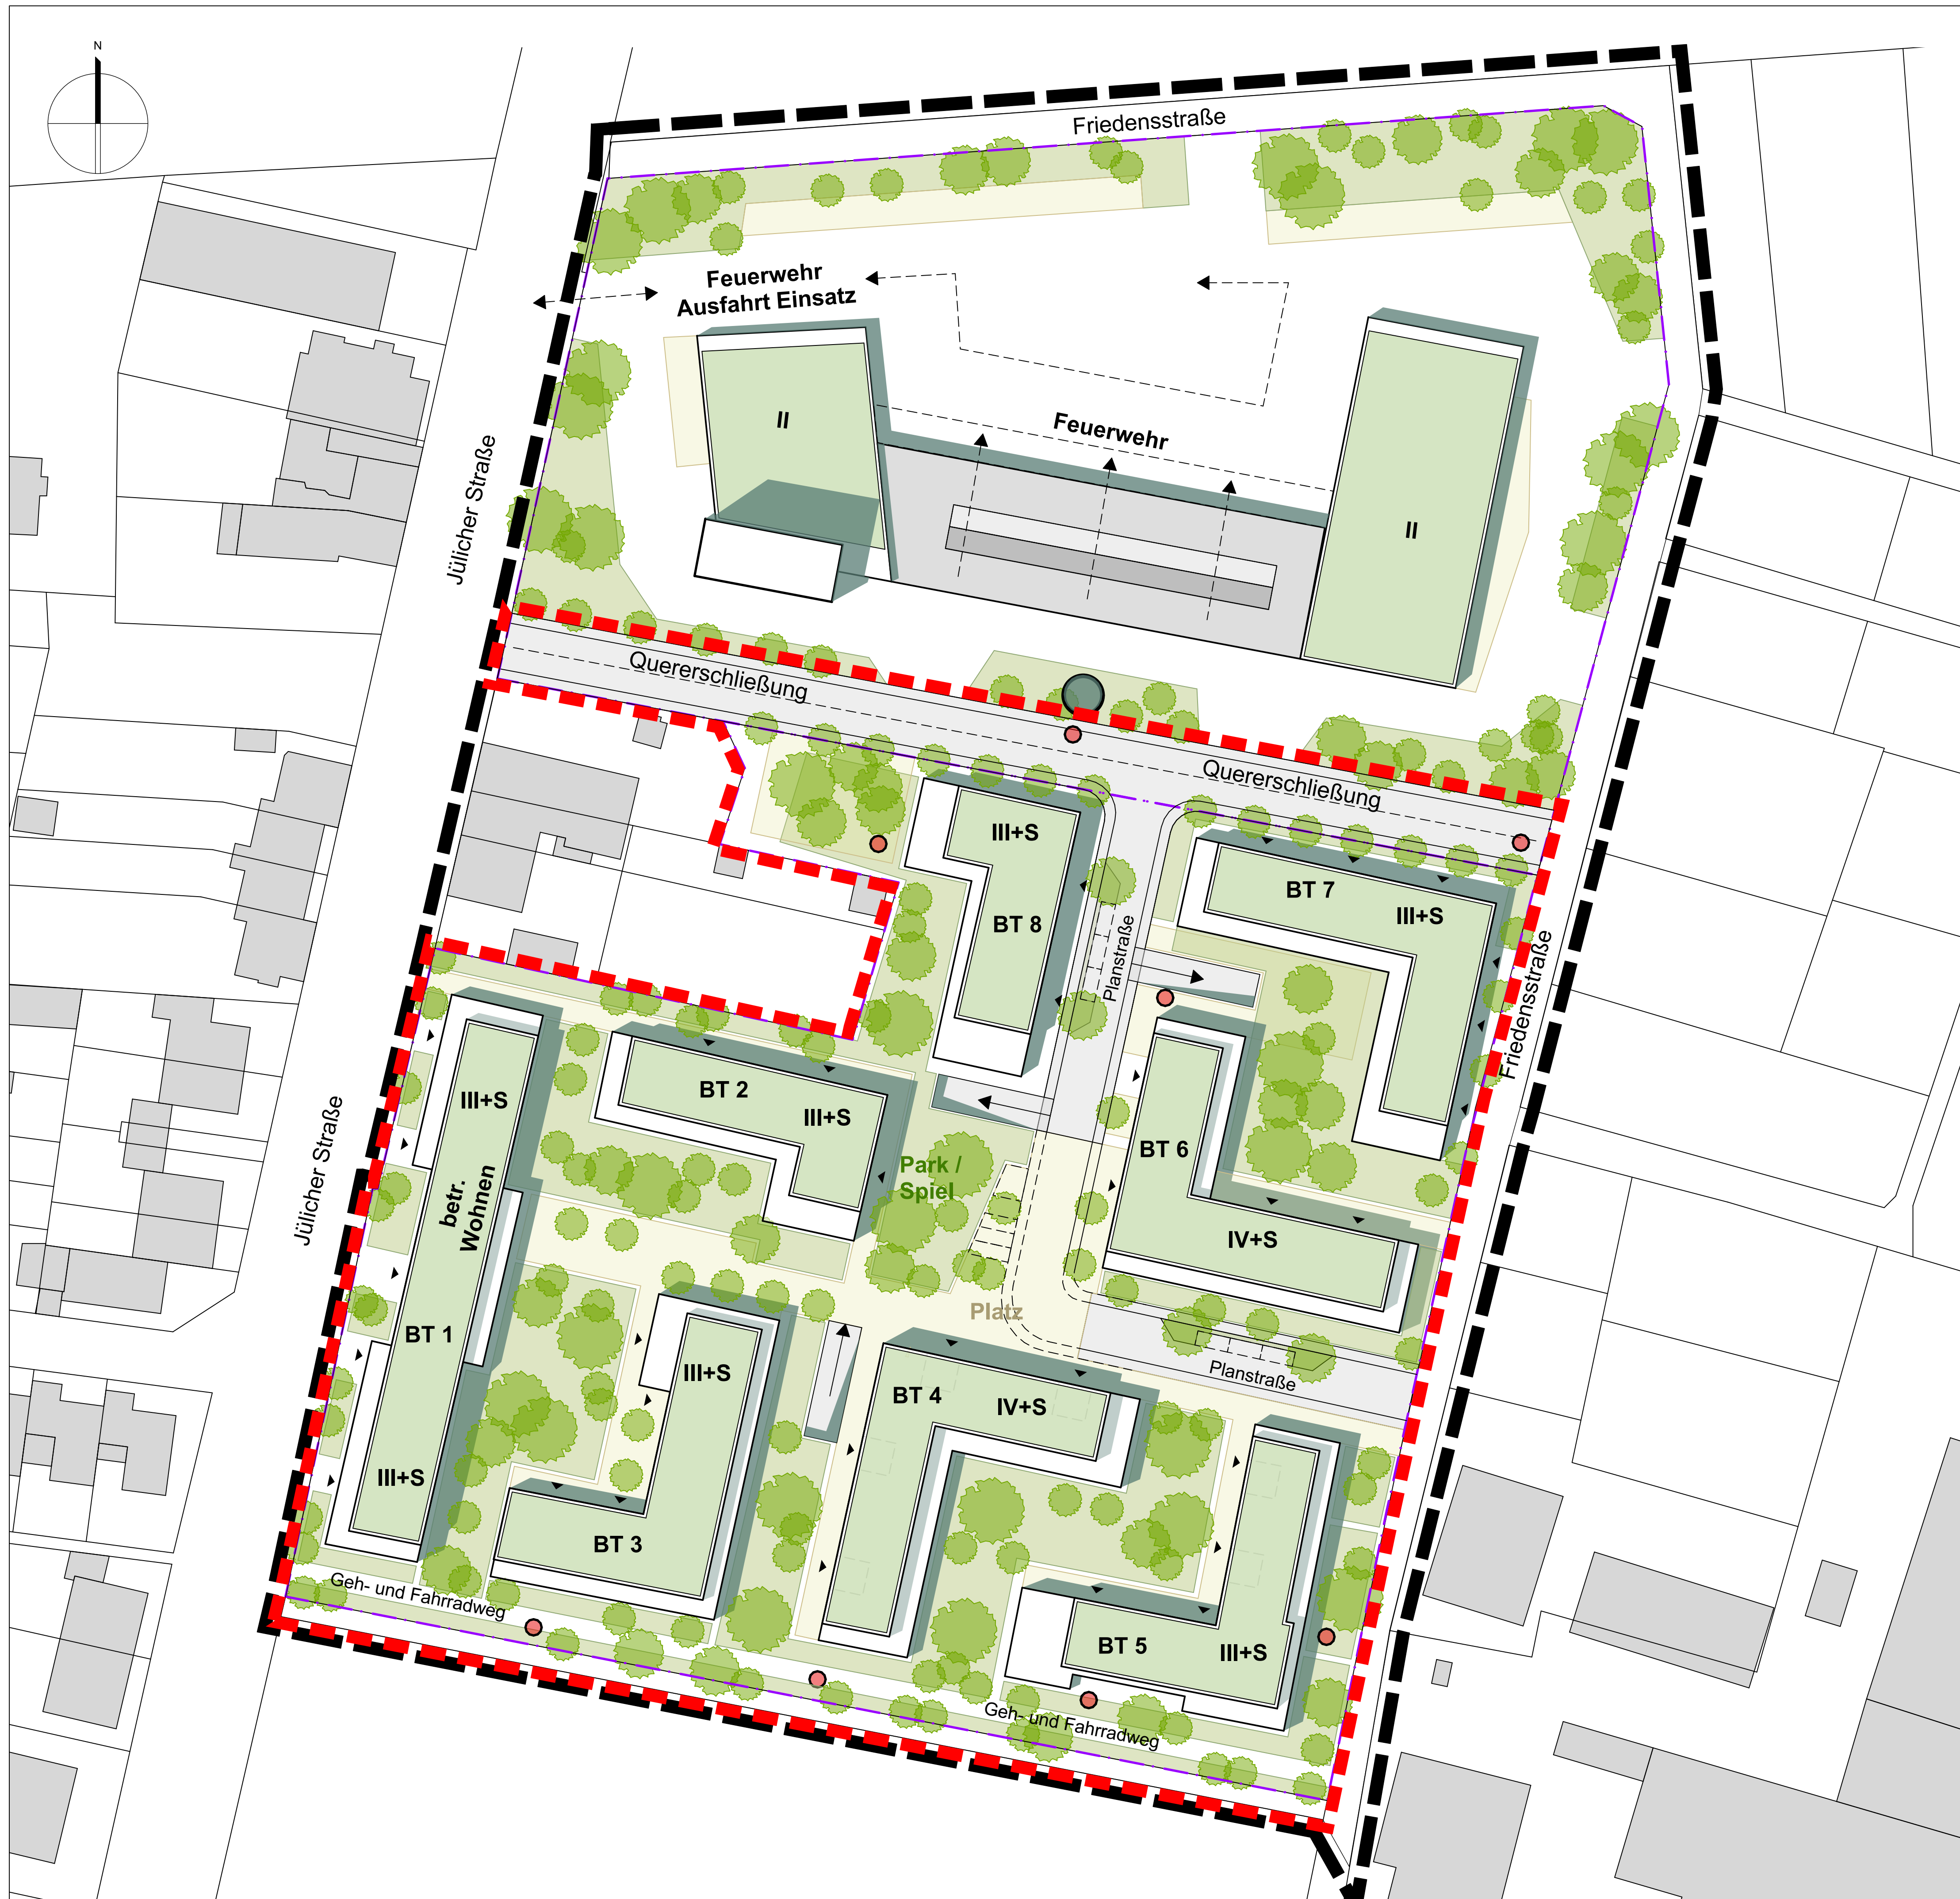 N
Friedensstraße
Feuerwehr
Ausfahrt Einsatz
II
Feuerwehr
II
Jülicher Straße
Quererschließung
Quererschließung
III+S
BT 8
BT 7
III+S
Planstraße
Friedensstraße
III+S
BT 2
III+S
betr.
Wohnen
Jülicher Straße
Park /
Spiel
BT 6
IV+S
Platz
BT 1
III+S
III+S
BT 4
IV+S
Planstraße
BT 3
Geh- und Fahrradweg
BT 5
III+S
Geh- und Fahrradweg